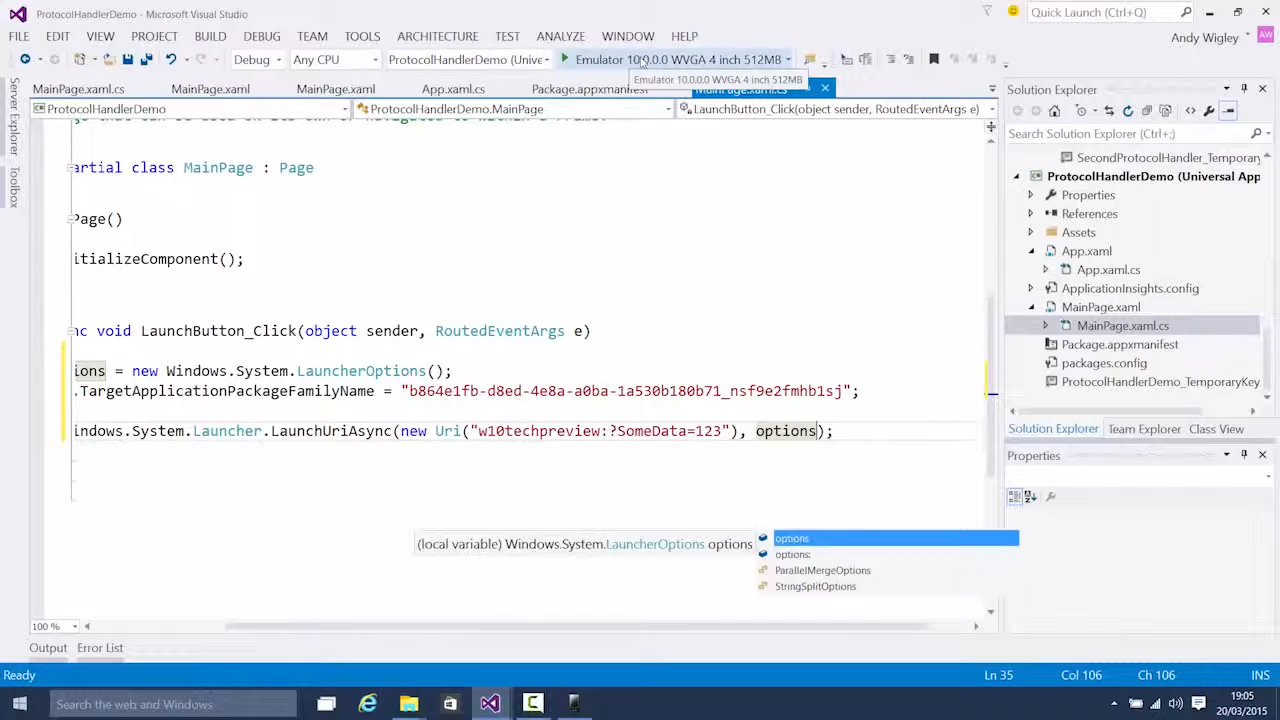 ProtocolHandlerDemo - Microsoft Visual Studio
Quick Launch (Ctrl+Q)
FILE EDIT VIEW PROJECT BUILD DEBUG TEAM TOOLS ARCHITECTURE TEST ANALYZE WINDOW HELP
Andy Wigley
AW
Debug Any CPU ProtocolHandlerDemo (Unive Emulator 10.0.0.0 WVGA 4 inch 512MB
Emulator 10.0.0.0 WVGA 4 inch 512MB
MainPage.xaml.cs MainPage.xaml MainPage.xaml App.xaml.cs Package.appxmanifest MainPage.xaml.cs
ProtocolHandlerDemo ProtocolHandlerDemo.MainPage LaunchButton_Click(object sender, RoutedEventArgs e)
Server Explorer
Toolbox
artial class MainPage : Page
Page()
itializeComponent();
nc void LaunchButton_Click(object sender, RoutedEventArgs e)
ions = new Windows.System.LauncherOptions();
.TargetApplicationPackageFamilyName = "b864e1fb-d8ed-4e8a-a0ba-1a530b180b71_nsf9e2fmhb1sj";
indows.System.Launcher.LaunchUriAsync(new Uri("w10techpreview:?SomeData=123"), options);
(local variable) Windows.System.LauncherOptions options
options
options:
ParallelMergeOptions
StringSplitOptions
100 %
Solution Explorer
Search Solution Explorer (Ctrl+;)
SecondProtocolHandler_Temporary
ProtocolHandlerDemo (Universal App
Properties
References
Assets
App.xaml
App.xaml.cs
ApplicationInsights.config
MainPage.xaml
MainPage.xaml.cs
Package.appxmanifest
packages.config
ProtocolHandlerDemo_TemporaryKey
Solution Explorer Team Explorer Class View
Properties
Output Error List
Ready Ln 35 Col 106 Ch 106 INS
Search the web and Windows
19:05
20/03/2015